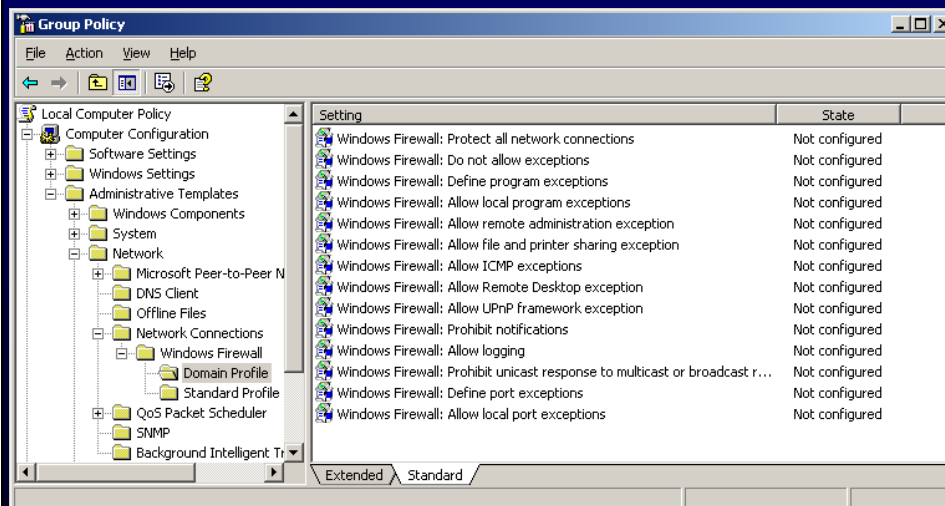 Group Policy
File Action View Help
Local Computer Policy
Computer Configuration
Software Settings
Windows Settings
Administrative Templates
Windows Components
System
Network
Microsoft Peer-to-Peer N
DNS Client
Offline Files
Network Connections
Windows Firewall
Domain Profile
Standard Profile
QoS Packet Scheduler
SNMP
Background Intelligent Tr
Setting State
Windows Firewall: Protect all network connections Not configured
Windows Firewall: Do not allow exceptions Not configured
Windows Firewall: Define program exceptions Not configured
Windows Firewall: Allow local program exceptions Not configured
Windows Firewall: Allow remote administration exception Not configured
Windows Firewall: Allow file and printer sharing exception Not configured
Windows Firewall: Allow ICMP exceptions Not configured
Windows Firewall: Allow Remote Desktop exception Not configured
Windows Firewall: Allow UPnP framework exception Not configured
Windows Firewall: Prohibit notifications Not configured
Windows Firewall: Allow logging Not configured
Windows Firewall: Prohibit unicast response to multicast or broadcast r... Not configured
Windows Firewall: Define port exceptions Not configured
Windows Firewall: Allow local port exceptions Not configured
Extended Standard